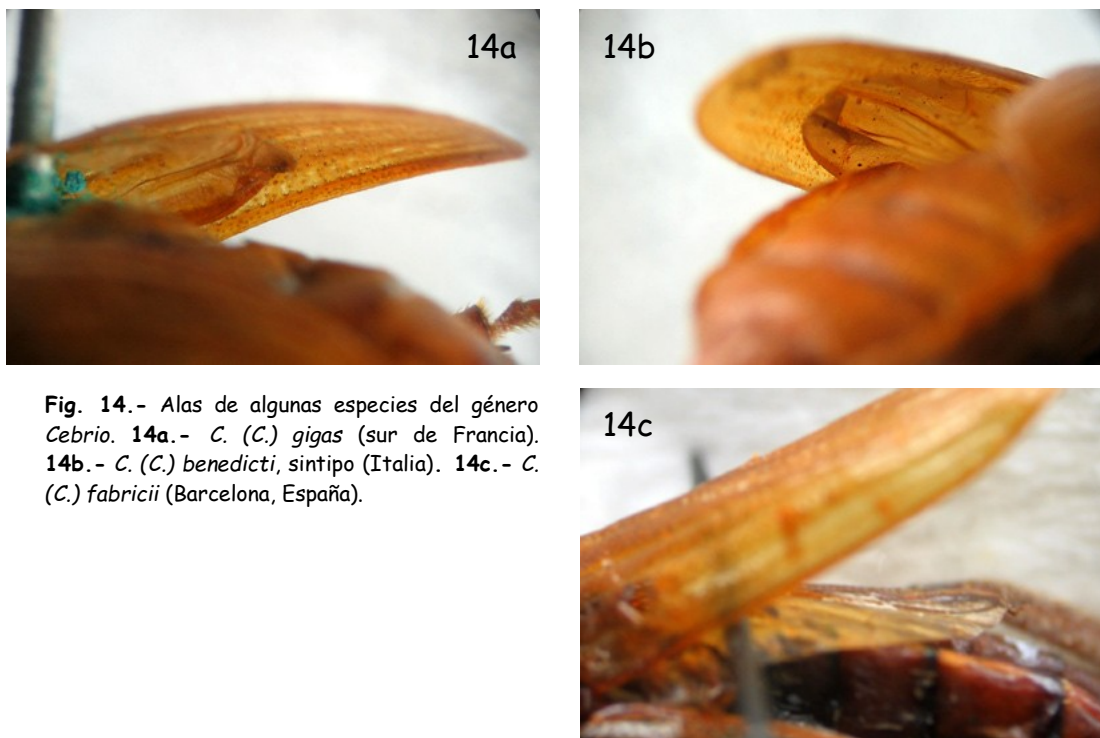 14a
14b
Fig. 14.- Alas de algunas especies del género
Cebrio. 14a.- C. (C.) gigas (sur de Francia).
14b.- C. (C.) benedicti, sintipo (Italia). 14c.- C.
(C.) fabricii (Barcelona, España).
14c